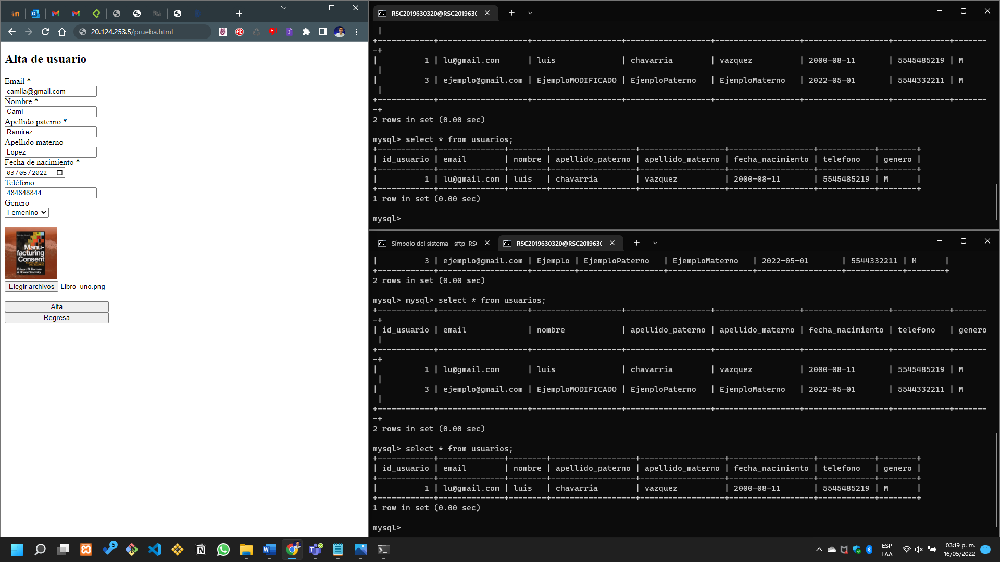 20.124.253.5/prueba.html
Alta de usuario
Email *
camila@gmail.com
Nombre *
Cami
Apellido paterno *
Ramirez
Apellido materno
Lopez
Fecha de nacimiento *
03/05/2022
Teléfono
484848844
Genero
Femenino
Manu-
facturing
Consent
Edward S. Herman
& Noam Chomsky
Elegir archivos Libro_uno.png
Alta
Regresa
RSC2019630320@RSC2019630
|
+------------+-------------------+-------------------+------------------+------------------+------------------+------------+-------
-+
| 1 | lu@gmail.com | luis | chavarria | vazquez | 2000-08-11 | 5545485219 | M
|
| 3 | ejemplo@gmail.com | EjemploMODIFICADO | EjemploPaterno | EjemploMaterno | 2022-05-01 | 5544332211 | M
|
+------------+-------------------+-------------------+------------------+------------------+------------------+------------+-------
-+
2 rows in set (0.00 sec)
mysql> select * from usuarios;
+------------+--------------+--------+------------------+------------------+------------------+------------+--------+
| id_usuario | email | nombre | apellido_paterno | apellido_materno | fecha_nacimiento | telefono | genero |
+------------+--------------+--------+------------------+------------------+------------------+------------+--------+
| 1 | lu@gmail.com | luis | chavarria | vazquez | 2000-08-11 | 5545485219 | M |
+------------+--------------+--------+------------------+------------------+------------------+------------+--------+
1 row in set (0.00 sec)
mysql>
Símbolo del sistema - sftp RSC
RSC2019630320@RSC201963
| 3 | ejemplo@gmail.com | Ejemplo | EjemploPaterno | EjemploMaterno | 2022-05-01 | 5544332211 | M |
+------------+-------------------+---------+------------------+------------------+------------------+------------+--------+
2 rows in set (0.00 sec)
mysql> mysql> select * from usuarios;
+------------+-------------------+-------------------+------------------+------------------+------------------+------------+-------
-+
| id_usuario | email | nombre | apellido_paterno | apellido_materno | fecha_nacimiento | telefono | genero
|
+------------+-------------------+-------------------+------------------+------------------+------------------+------------+-------
-+
| 1 | lu@gmail.com | luis | chavarria | vazquez | 2000-08-11 | 5545485219 | M
|
| 3 | ejemplo@gmail.com | EjemploMODIFICADO | EjemploPaterno | EjemploMaterno | 2022-05-01 | 5544332211 | M
|
+------------+-------------------+-------------------+------------------+------------------+------------------+------------+-------
-+
2 rows in set (0.00 sec)
mysql> select * from usuarios;
+------------+--------------+--------+------------------+------------------+------------------+------------+--------+
| id_usuario | email | nombre | apellido_paterno | apellido_materno | fecha_nacimiento | telefono | genero |
+------------+--------------+--------+------------------+------------------+------------------+------------+--------+
| 1 | lu@gmail.com | luis | chavarria | vazquez | 2000-08-11 | 5545485219 | M |
+------------+--------------+--------+------------------+------------------+------------------+------------+--------+
1 row in set (0.00 sec)
mysql>
5
ESP
LAA
03:19 p. m.
16/05/2022
11